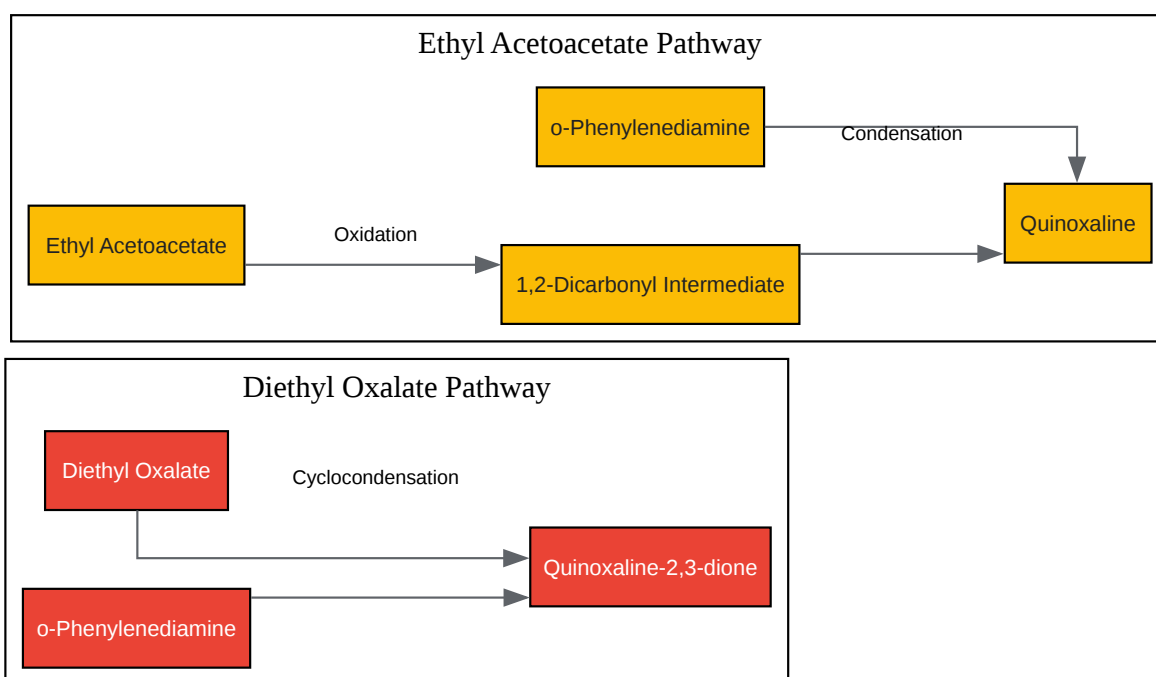 Ethyl Acetoacetate Pathway
o-Phenylenediamine
Condensation
Quinoxaline
Ethyl Acetoacetate
Oxidation
1,2-Dicarbonyl Intermediate
Diethyl Oxalate Pathway
Diethyl Oxalate
Cyclocondensation
Quinoxaline-2,3-dione
o-Phenylenediamine